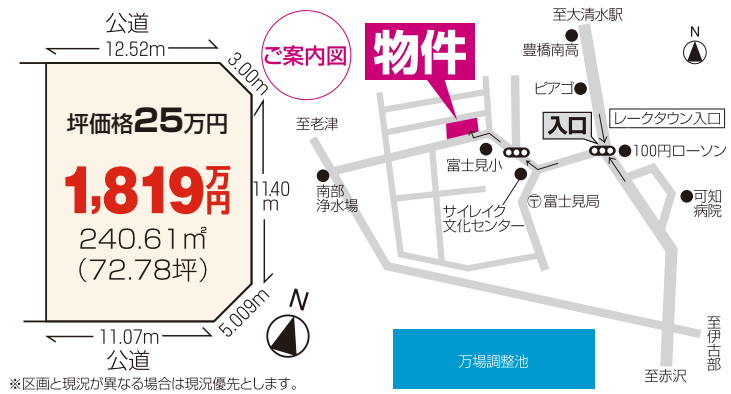 公道
12.52m
3.00m
坪価格25万円
1,819万円
240.61㎡
(72.78坪)
11.40m
5.009m
11.07m
公道
N
※区画と現況が異なる場合は現況優先とします。
ご案内図
物件
至大清水駅
N
豊橋南高
ピアゴ
至老津
入口
レークタウン入口
100円ローソン
富士見小
南部
浄水場
サイレイク
文化センター
〒富士見局
可知
病院
万場調整池
至伊古部
至赤沢